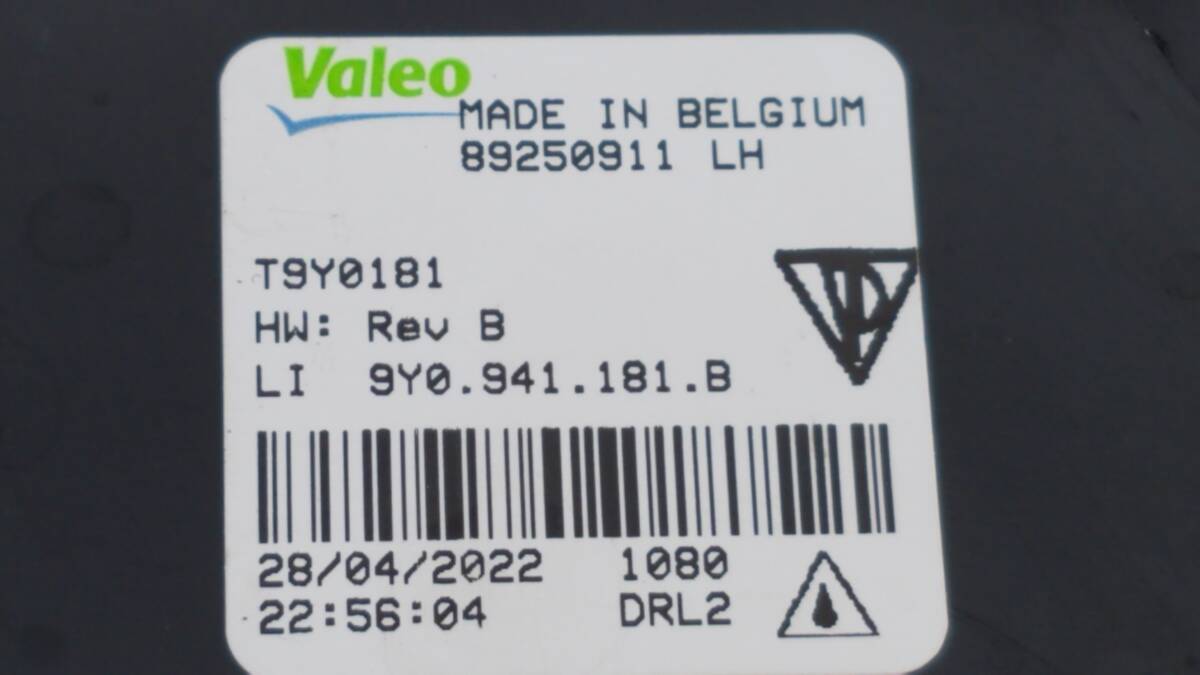 Valeo
MADE IN BELGIUM
89250911 LH
T9Y0181
HW: Rev B
LI 9Y0.941.181.B
28/04/2022 1080
22:56:04 DRL2